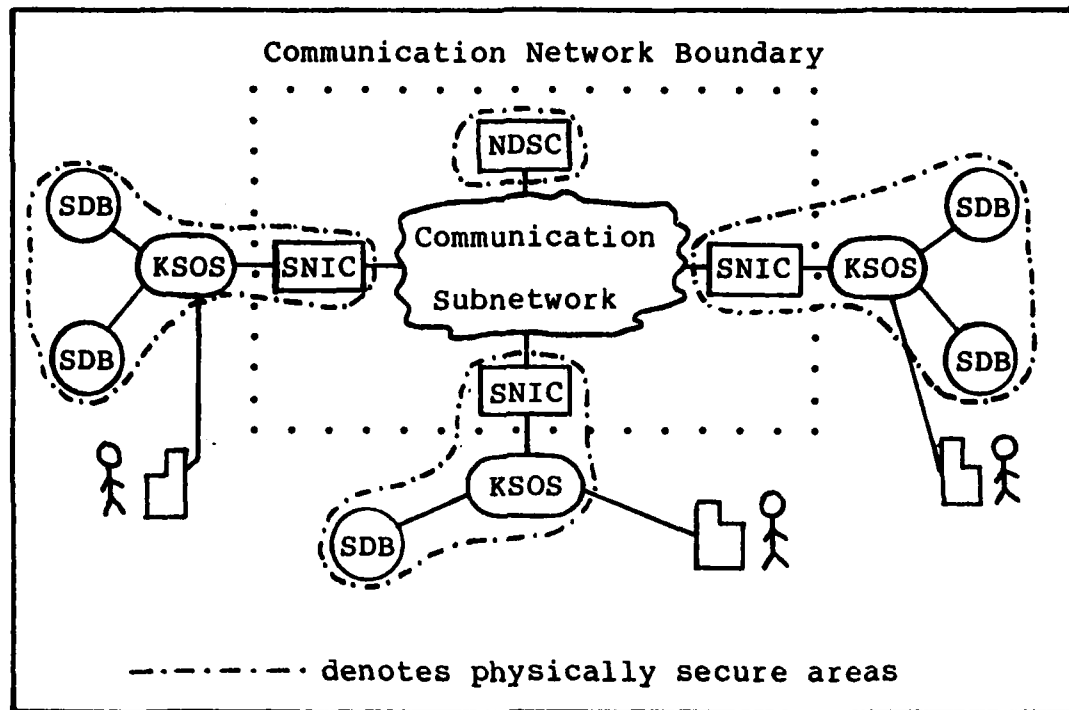 Communication Network Boundary
NDSC
SDB
SDB
Communication
KSOS
SNIC
SNIC
KSOS
Subnetwork
SDB
SDB
SNIC
KSOS
SDB
denotes physically secure areas